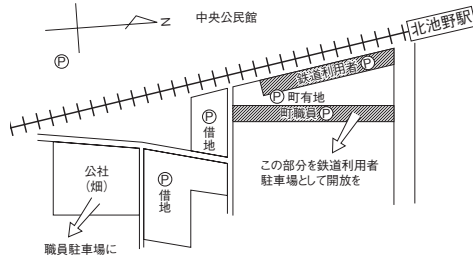 N
中央公民館
北池野駅
Ⓟ
鉄道利用者Ⓟ
Ⓟ町有地
町職員Ⓟ
Ⓟ借地
この部分を鉄道利用者
駐車場として開放を
公社
(畑)
Ⓟ借地
職員駐車場に